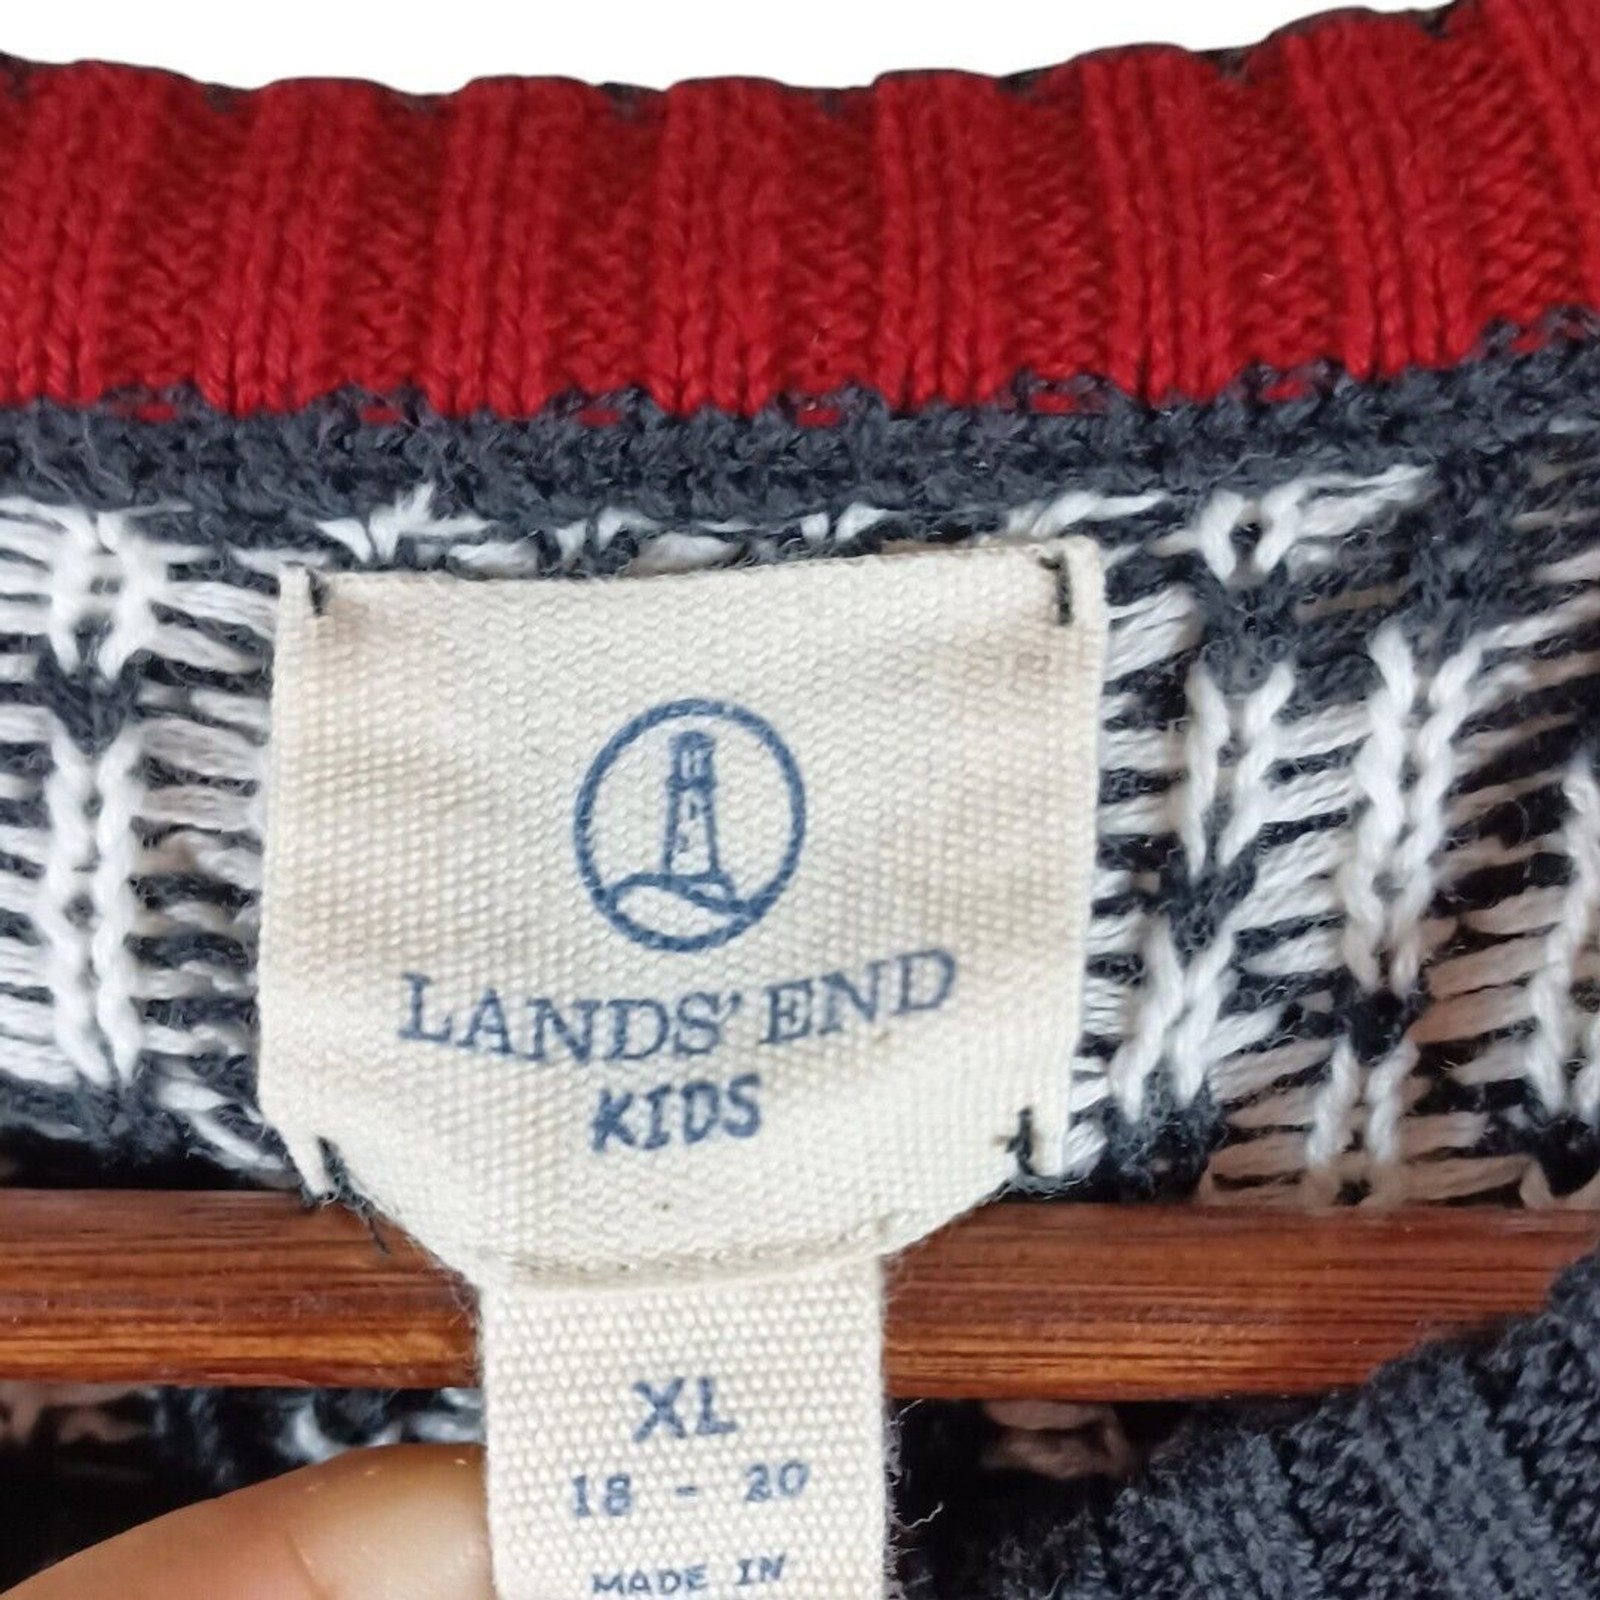 LANDS' END
KIDS
XL
18 - 20
MADE IN